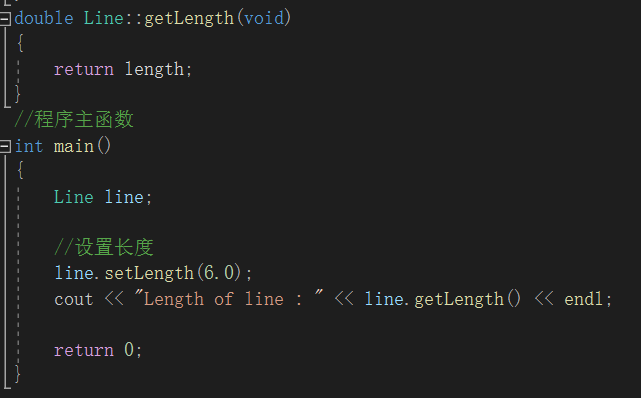 double Line::getLength(void)
{
    return length;
}
//程序主函数
int main()
{
    Line line;

    //设置长度
    line.setLength(6.0);
    cout << "Length of line : " << line.getLength() << endl;

    return 0;
}